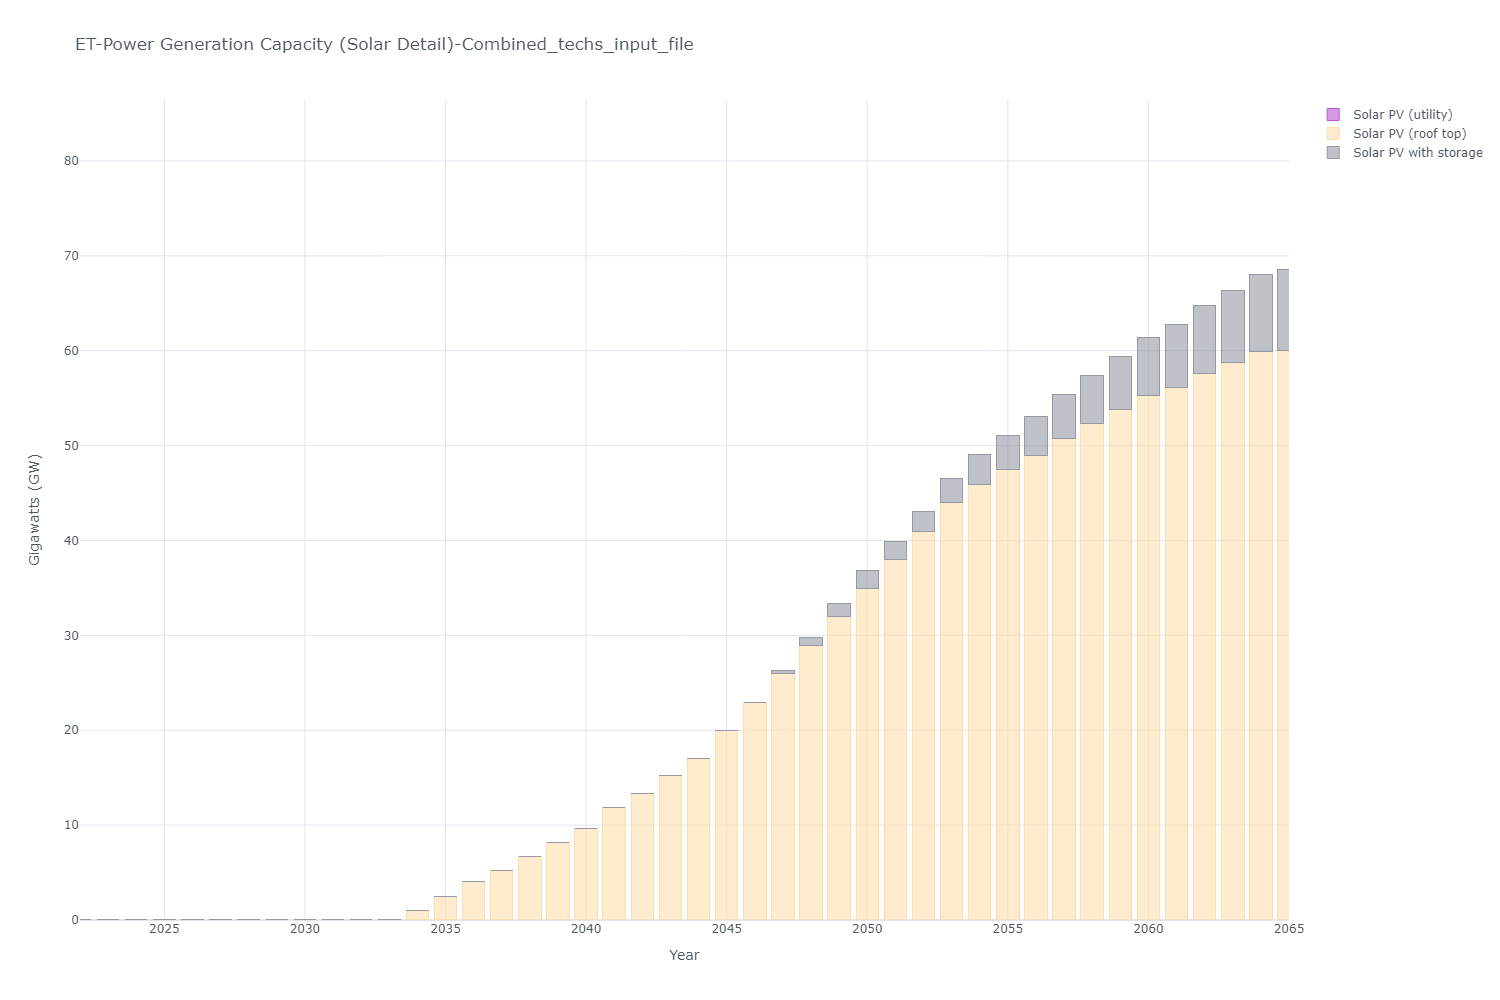 ET-Power Generation Capacity (Solar Detail)-Combined_techs_input_file
Solar PV (utility)
Solar PV (roof top)
Solar PV with storage
80
70
60
50
40
30
20
10
0
Gigawatts (GW)
2025 2030 2035 2040 2045 2050 2055 2060 2065
Year